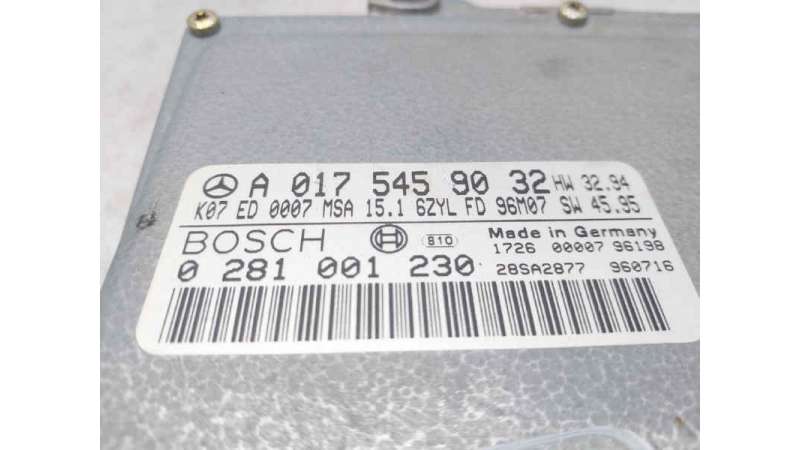 A 017 545 90 32 HW 32.94
K07 ED 0007 MSA 15.1 6ZYL FD 96M07 SW 45.95
BOSCH 810 Made in Germany
1726 00007 96198
0 281 001 230 28SA2877 960716